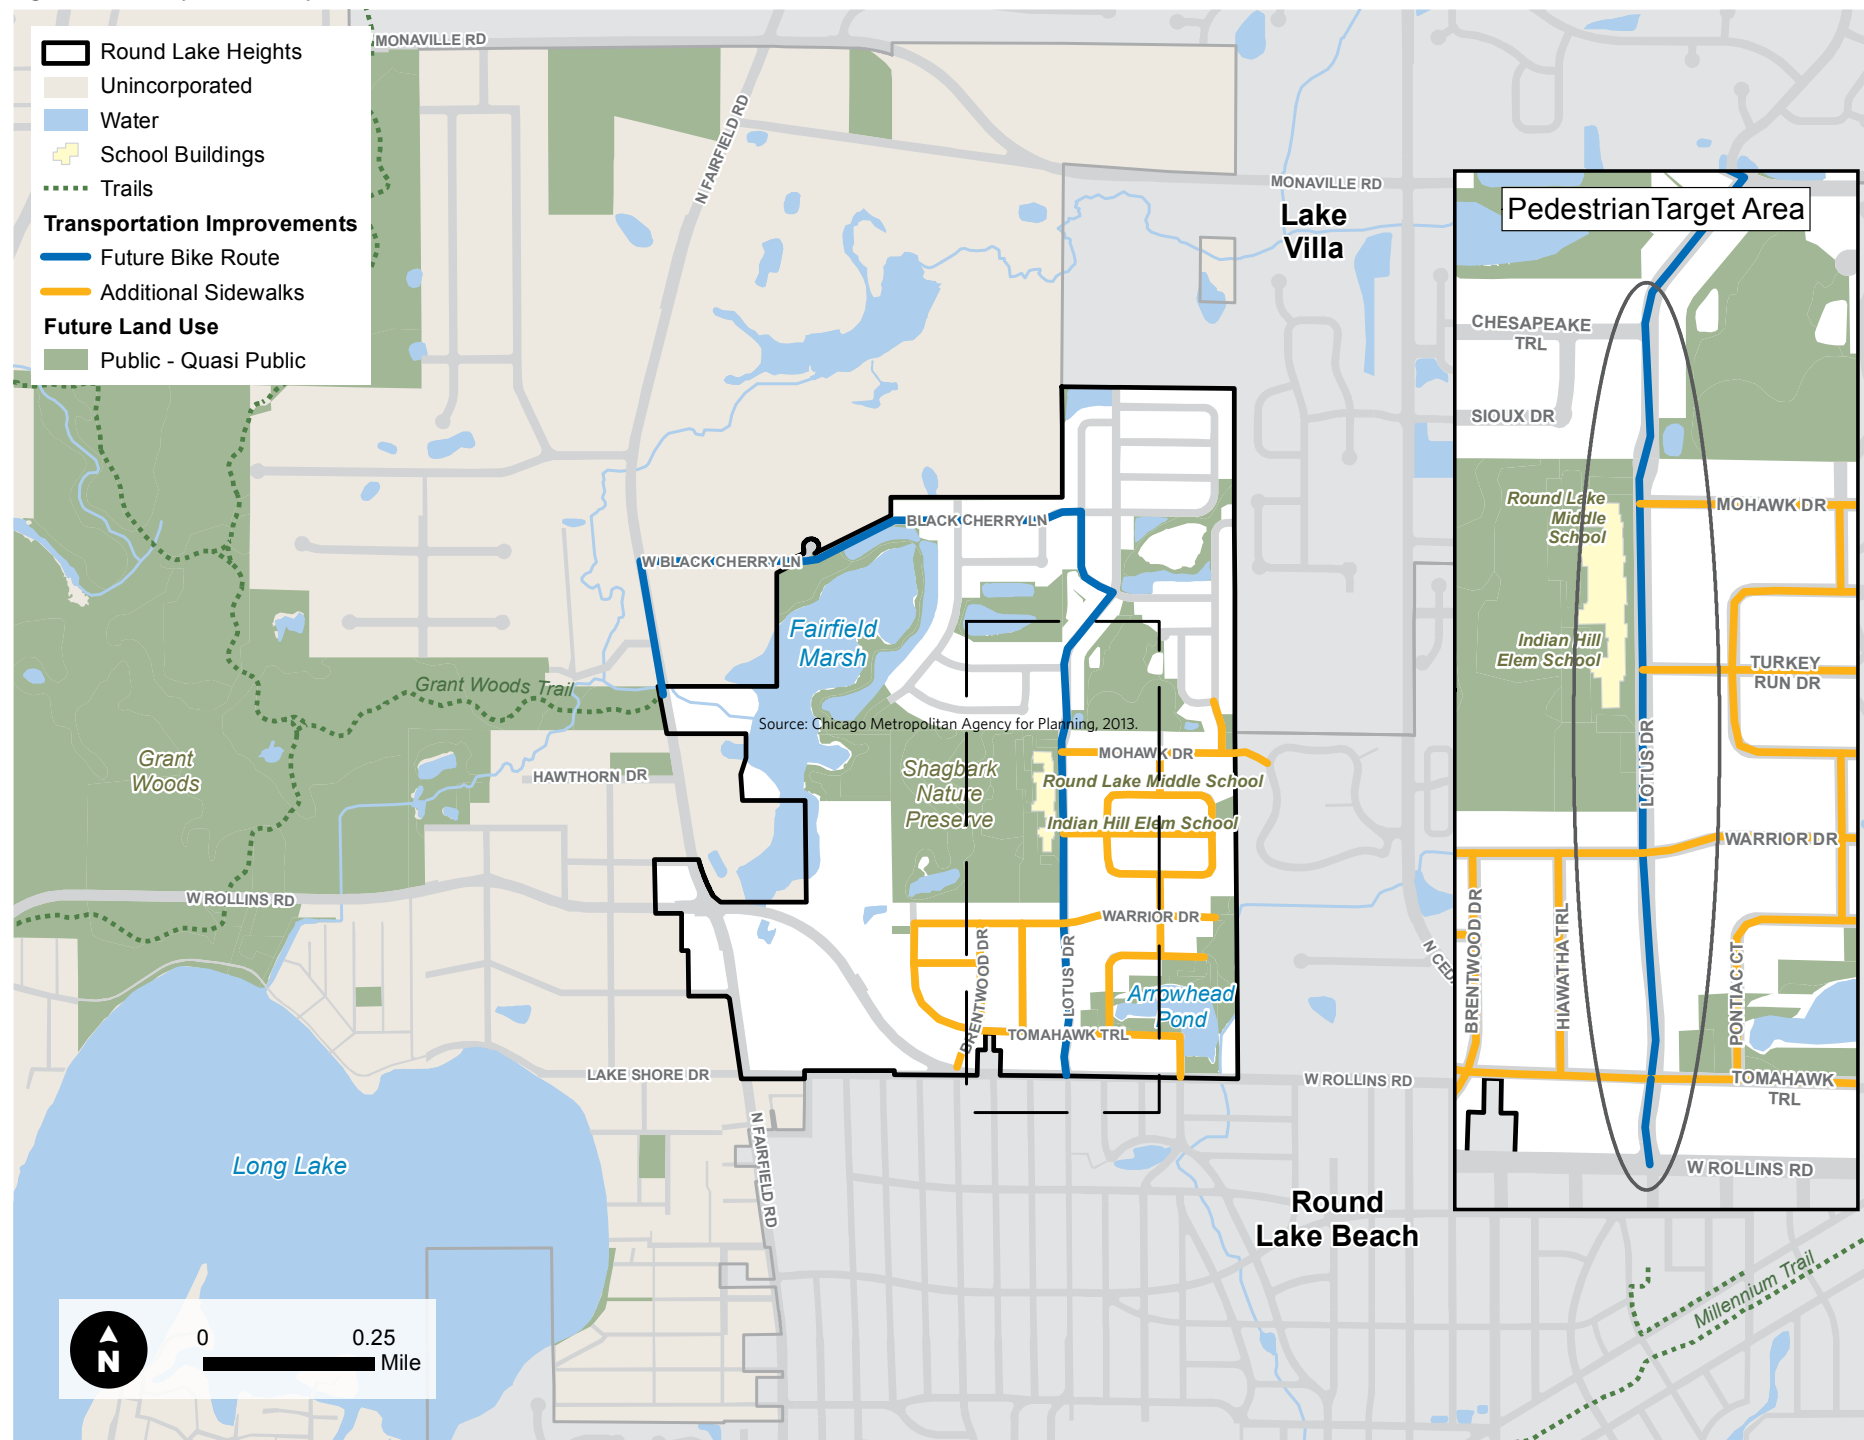 Round Lake Heights
Unincorporated
Water
School Buildings
Trails
Transportation Improvements
Future Bike Route
Additional Sidewalks
Future Land Use
Public - Quasi Public
MONAVILLE RD
N FAIRFIELD RD
MONAVILLE RD
Lake
Villa
BLACK CHERRY LN
W BLACK CHERRY LN
Fairfield
Marsh
Grant Woods Trail
Source: Chicago Metropolitan Agency for Planning, 2013.
Grant
Woods
HAWTHORN DR
Shagbark
Nature
Preserve
MOHAWK DR
Round Lake Middle School
Indian Hill Elem School
W ROLLINS RD
WARRIOR DR
BRENTWOOD DR
LOTUS DR
Arrowhead
Pond
TOMAHAWK TRL
LAKE SHORE DR
W ROLLINS RD
N FAIRFIELD RD
Long Lake
Round
Lake Beach
Millennium Trail
0
0.25
Mile
N
PedestrianTarget Area
CHESAPEAKE
TRL
SIOUX DR
Round Lake
Middle
School
MOHAWK DR
Indian Hill
Elem School
TURKEY
RUN DR
LOTUS DR
WARRIOR DR
BRENTWOOD DR
HIAWATHA TRL
PONTIAC CT
TOMAHAWK
TRL
W ROLLINS RD